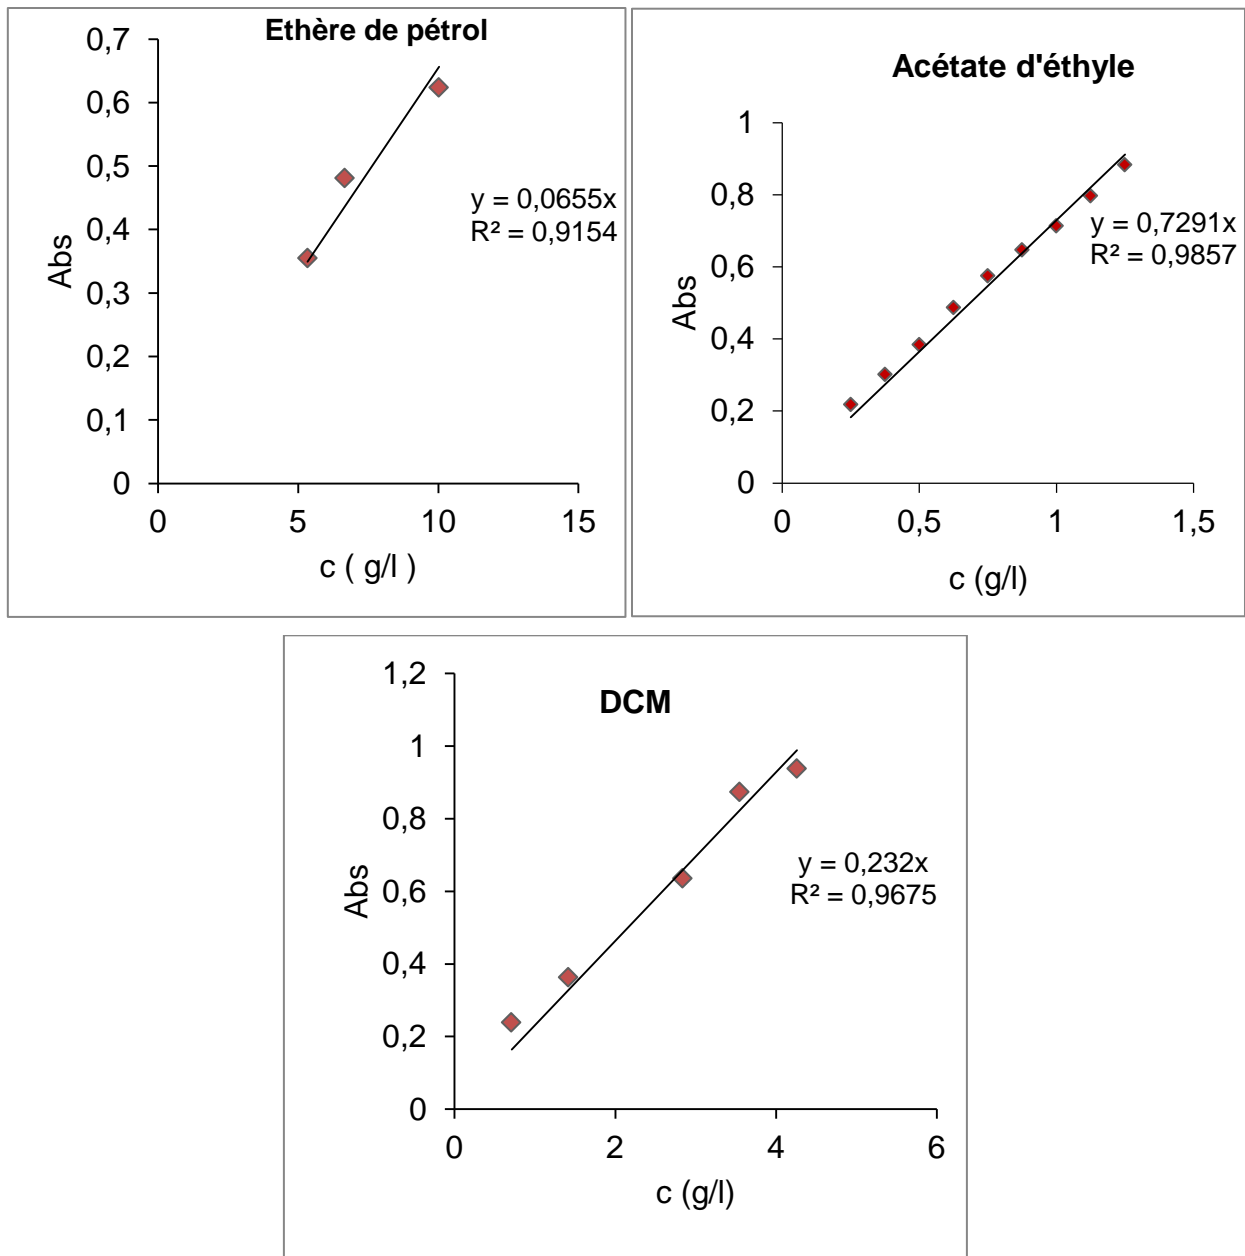 Ethère de pétrol
0,7
0,6
0,5
0,4
0,3
0,2
0,1
0
Abs
y = 0,0655x
R² = 0,9154
0 5 10 15
c ( g/l )
Acétate d'éthyle
1
0,8
0,6
0,4
0,2
0
Abs
y = 0,7291x
R² = 0,9857
0 0,5 1 1,5
c (g/l)
DCM
1,2
1
0,8
0,6
0,4
0,2
0
Abs
y = 0,232x
R² = 0,9675
0 2 4 6
c (g/l)